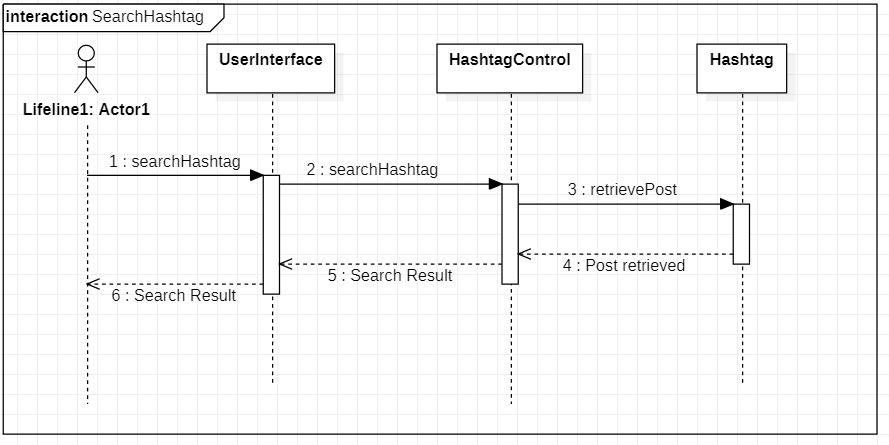 interaction SearchHashtag
UserInterface
HashtagControl
Hashtag
Lifeline1: Actor1
1 : searchHashtag
2 : searchHashtag
3 : retrievePost
4 : Post retrieved
5 : Search Result
6 : Search Result